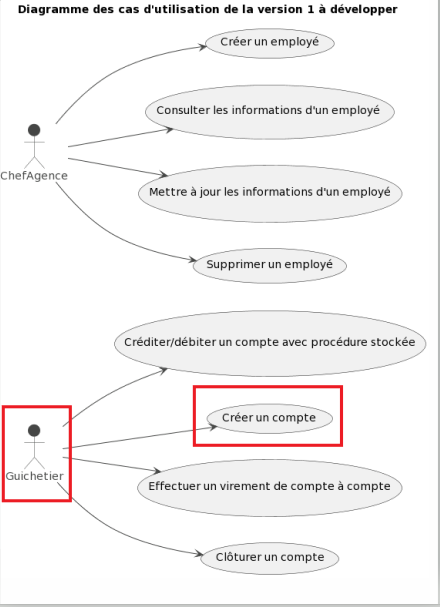 Diagramme des cas d'utilisation de la version 1 à développer
Créer un employé
Consulter les informations d'un employé
ChefAgence
Mettre à jour les informations d'un employé
Supprimer un employé
Créditer/débiter un compte avec procédure stockée
Créer un compte
Guichetier
Effectuer un virement de compte à compte
Clôturer un compte